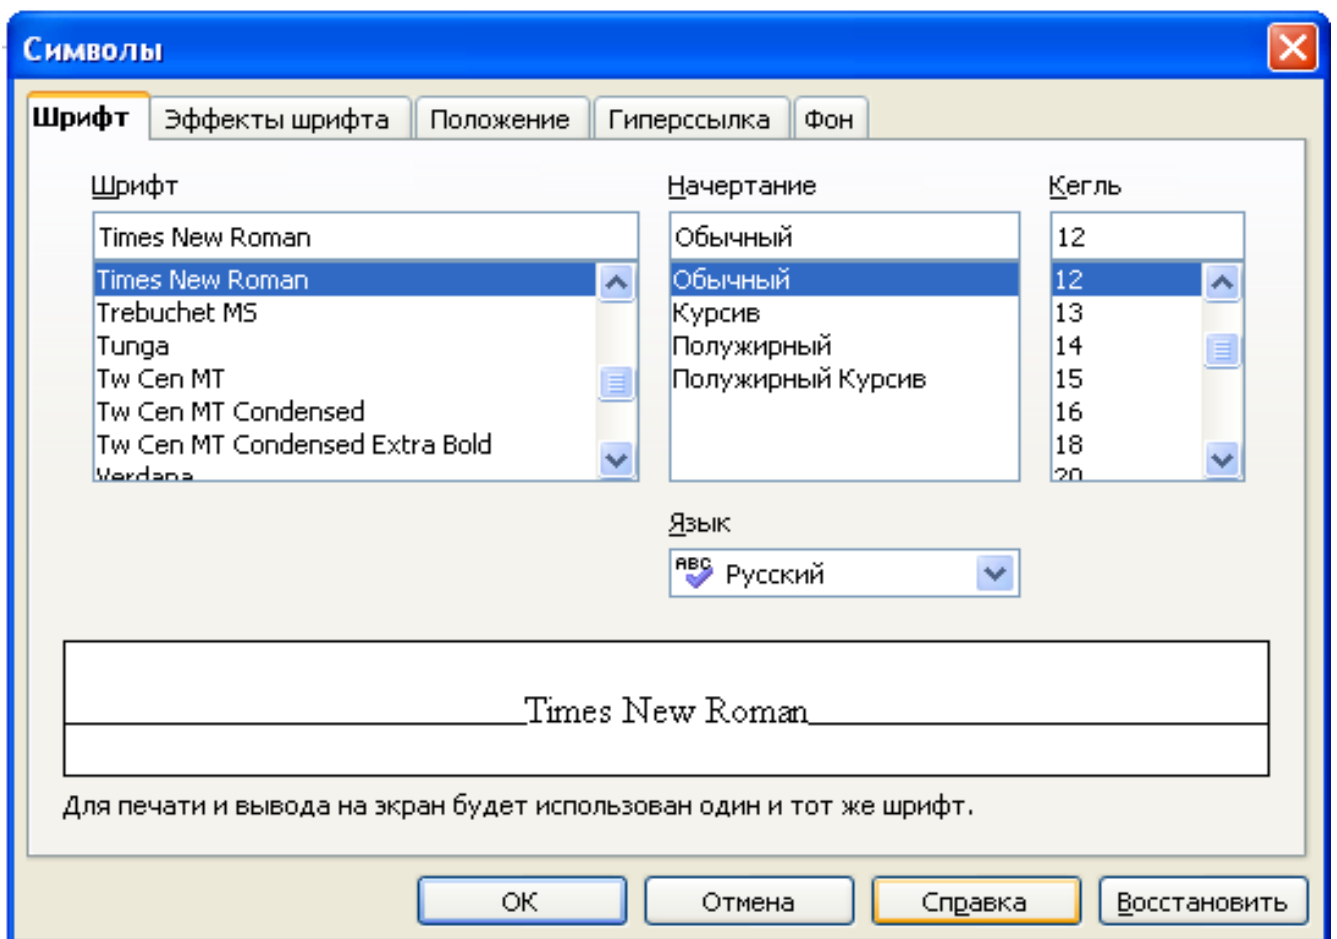 Символы
Шрифт Эффекты шрифта Положение Гиперссылка Фон
Шрифт Начертание Кегль
Times New Roman Обычный 12
Times New Roman Обычный 12
Trebuchet MS Курсив 13
Tunga Полужирный 14
Tw Cen MT Полужирный Курсив 15
Tw Cen MT Condensed 16
Tw Cen MT Condensed Extra Bold 18
Verdana 20
Язык
ABC Русский
Times New Roman
Для печати и вывода на экран будет использован один и тот же шрифт.
ОК Отмена Справка Восстановить